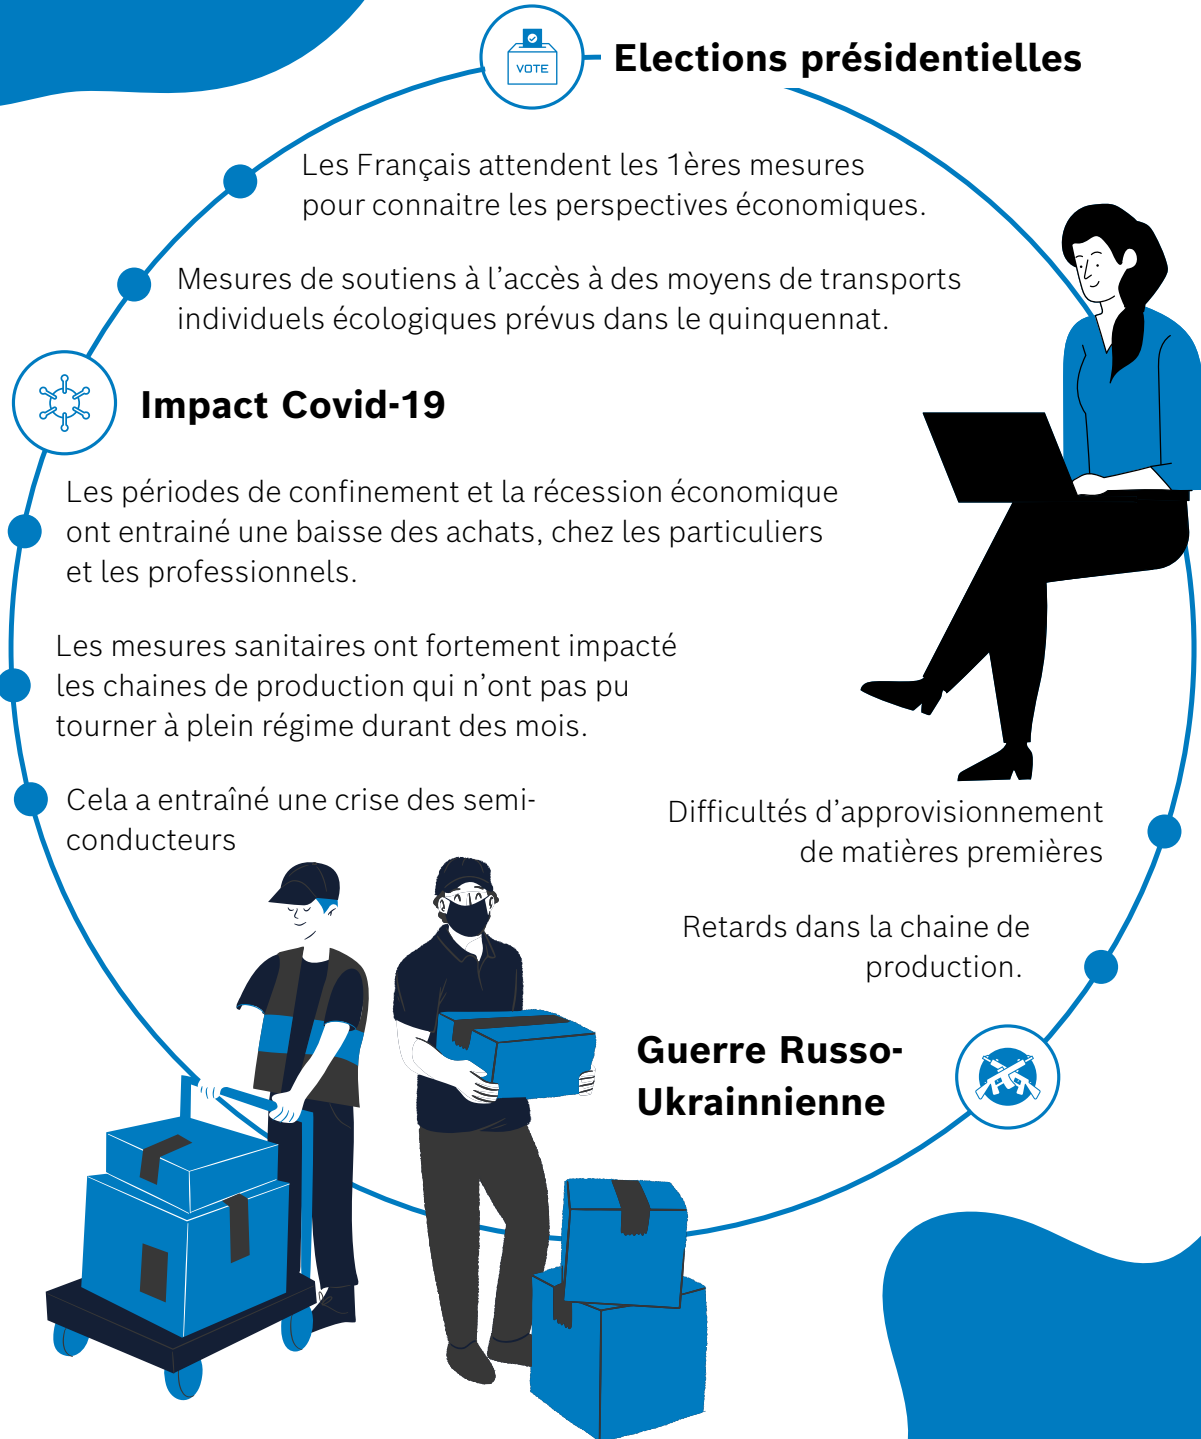 VOTE
Elections présidentielles
Les Français attendent les 1ères mesures
pour connaitre les perspectives économiques.
Mesures de soutiens à l'accès à des moyens de transports
individuels écologiques prévus dans le quinquennat.
Impact Covid-19
Les périodes de confinement et la récession économique
ont entrainé une baisse des achats, chez les particuliers
et les professionnels.
Les mesures sanitaires ont fortement impacté
les chaines de production qui n'ont pas pu
tourner à plein régime durant des mois.
Cela a entraîné une crise des semi-
conducteurs
Difficultés d'approvisionnement
de matières premières
Retards dans la chaine de
production.
Guerre Russo-
Ukrainnienne